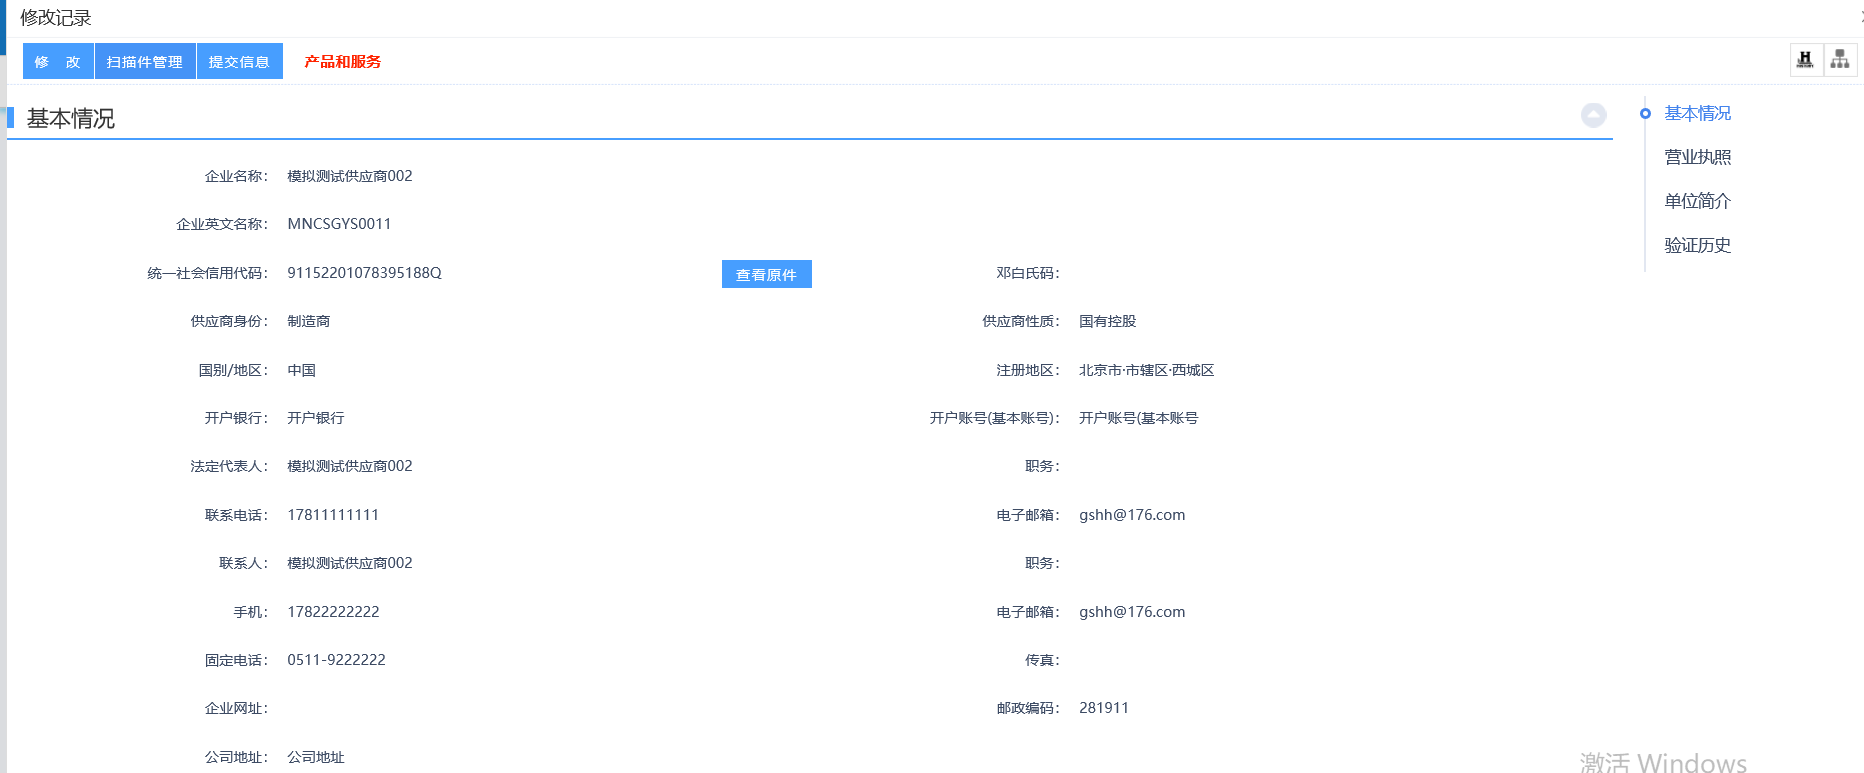 修改记录
修 改 扫描件管理 提交信息 产品和服务
基本情况
企业名称： 模拟测试供应商002
企业英文名称： MNCSGYS0011
统一社会信用代码： 91152201078395188Q 查看原件 邓白氏码：
供应商身份： 制造商 供应商性质： 国有控股
国别/地区： 中国 注册地区： 北京市·市辖区·西城区
开户银行： 开户银行 开户账号(基本账号)： 开户账号(基本账号
法定代表人： 模拟测试供应商002 职务：
联系电话： 17811111111 电子邮箱： gshh@176.com
联系人： 模拟测试供应商002 职务：
手机： 17822222222 电子邮箱： gshh@176.com
固定电话： 0511-9222222 传真：
企业网址： 邮政编码： 281911
公司地址： 公司地址
基本情况
营业执照
单位简介
验证历史
激活 Windows